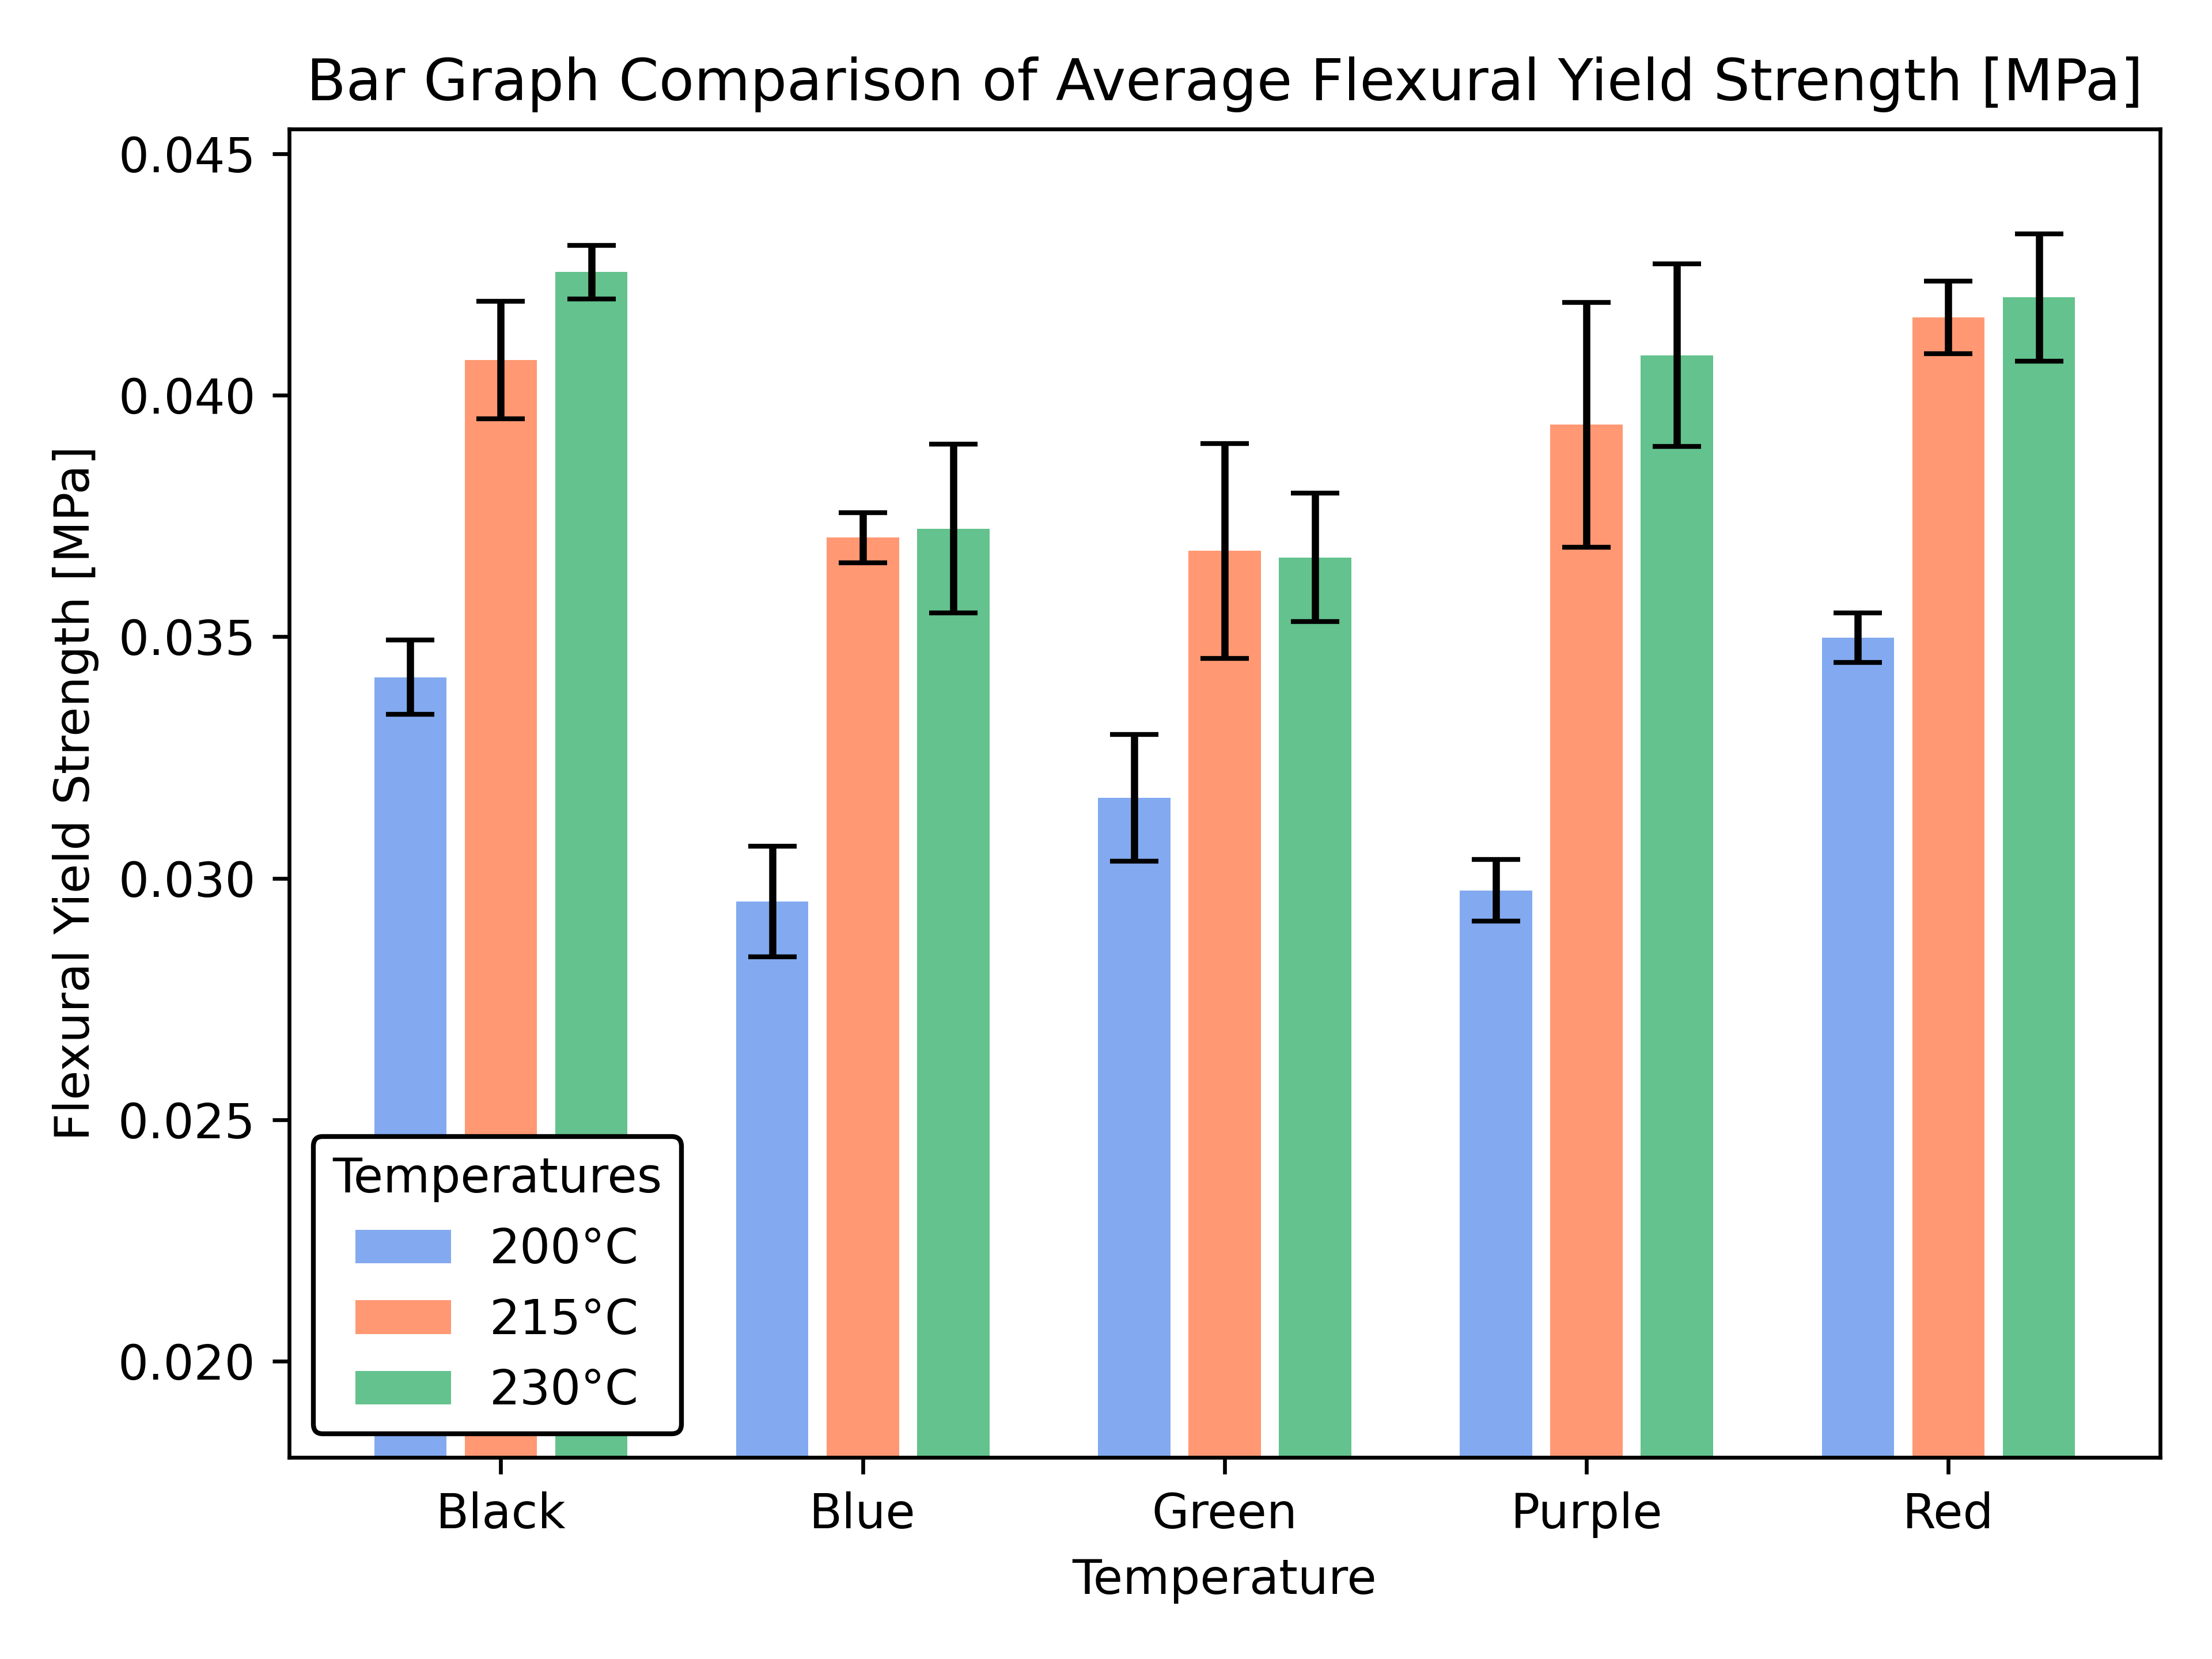 Bar Graph Comparison of Average Flexural Yield Strength [MPa]
Flexural Yield Strength [MPa]
0.045
0.040
0.035
0.030
0.025
0.020
Temperatures
200°C
215°C
230°C
Black Blue Green Purple Red
Temperature